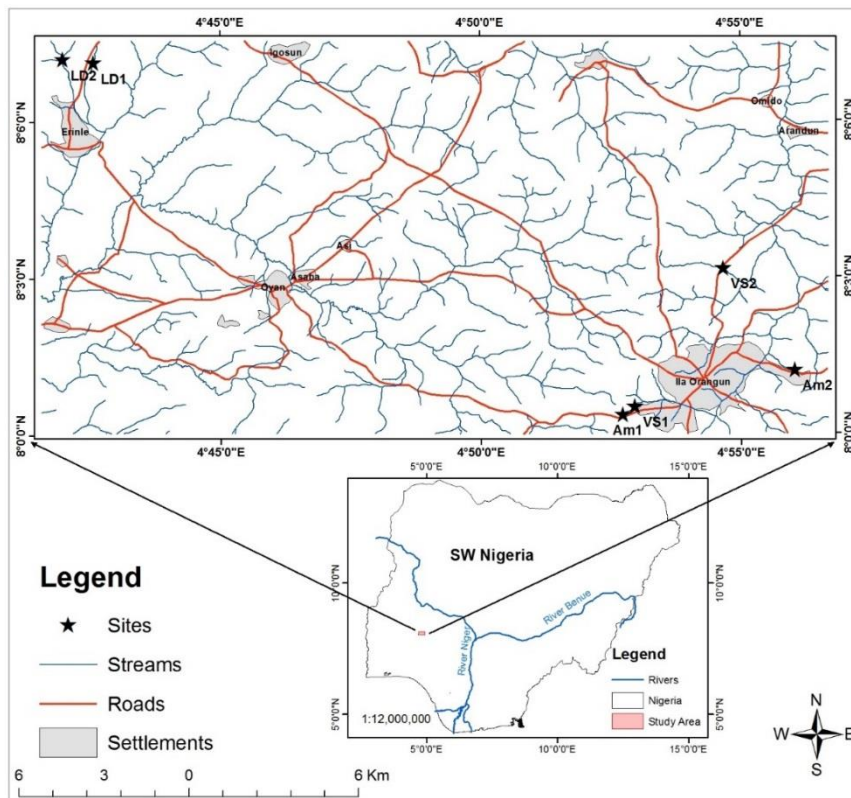 4°45'0"E
4°50'0"E
4°55'0"E
LD2
LD1
Igosun
Omido
8°6'0"N
Erinle
Arandun
8°6'0"N
Asi
VS2
8°3'0"N
Asaba
Oyan
8°3'0"N
Ila Orangun
Am2
VS1
Am1
8°0'0"N
8°0'0"N
4°45'0"E
4°50'0"E
4°55'0"E
5°0'0"E
10°0'0"E
15°0'0"E
SW Nigeria
10°0'0"N
10°0'0"N
River Benue
River Niger
Legend
Rivers
Nigeria
Study Area
5°0'0"N
5°0'0"N
1:12,000,000
5°0'0"E
10°0'0"E
15°0'0"E
Legend
Sites
Streams
Roads
Settlements
6 3 0 6 Km
N
W E
S